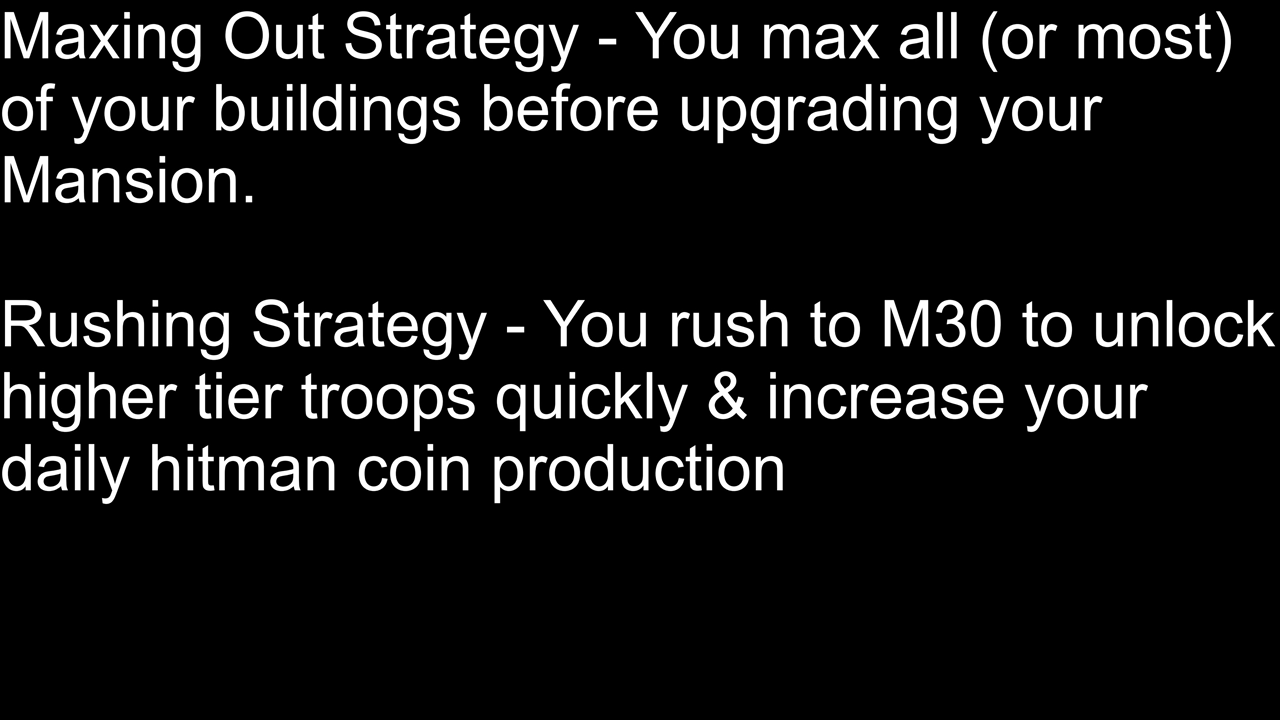 Maxing Out Strategy - You max all (or most)
of your buildings before upgrading your
Mansion.
Rushing Strategy - You rush to M30 to unlock
higher tier troops quickly & increase your
daily hitman coin production